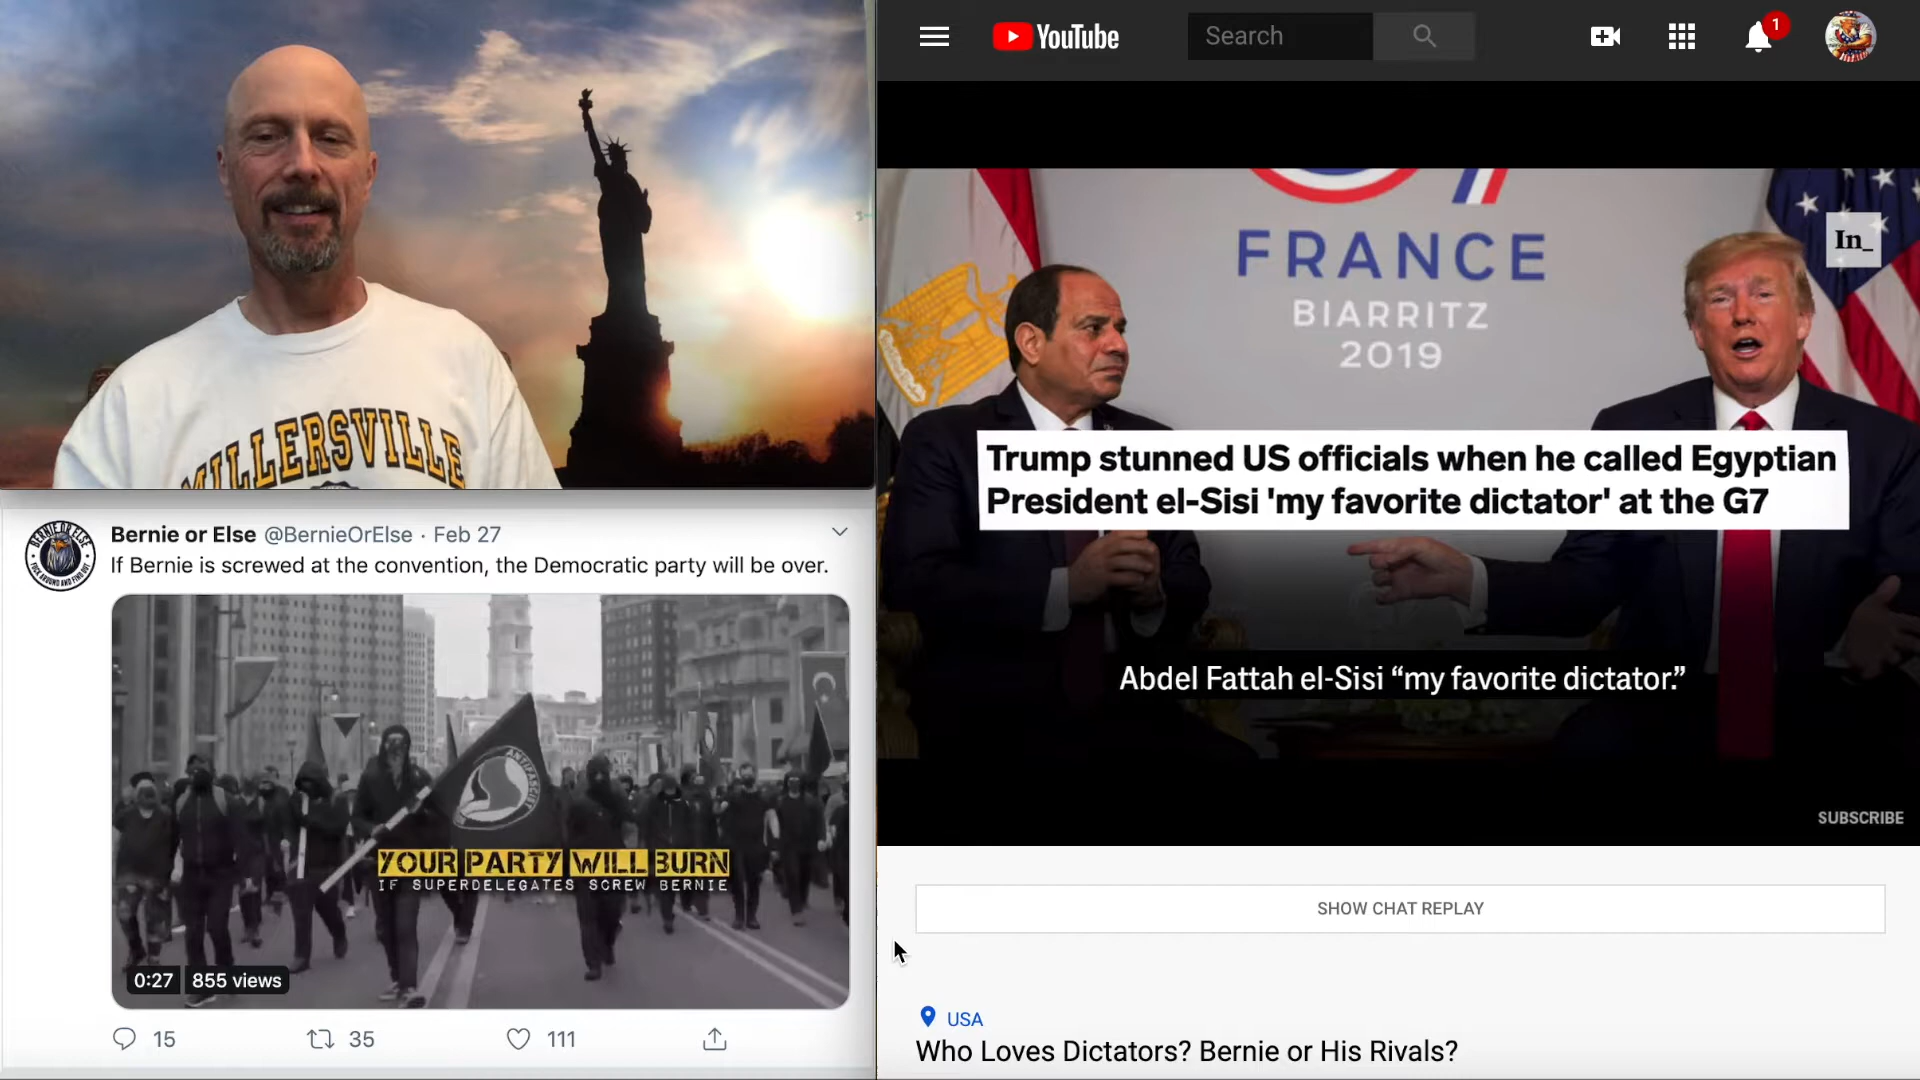 MILLERSVILLE
Bernie or Else @BernieOrElse · Feb 27
If Bernie is screwed at the convention, the Democratic party will be over.
ANTIFASCIST
YOUR PARTY WILL BURN
IF SUPERDELEGATES SCREW BERNIE
0:27 855 views
15 35 111
YouTube
Search
1
FRANCE
BIARRITZ
2019
In_
Trump stunned US officials when he called Egyptian
President el-Sisi 'my favorite dictator' at the G7
Abdel Fattah el-Sisi “my favorite dictator.”
SUBSCRIBE
SHOW CHAT REPLAY
USA
Who Loves Dictators? Bernie or His Rivals?